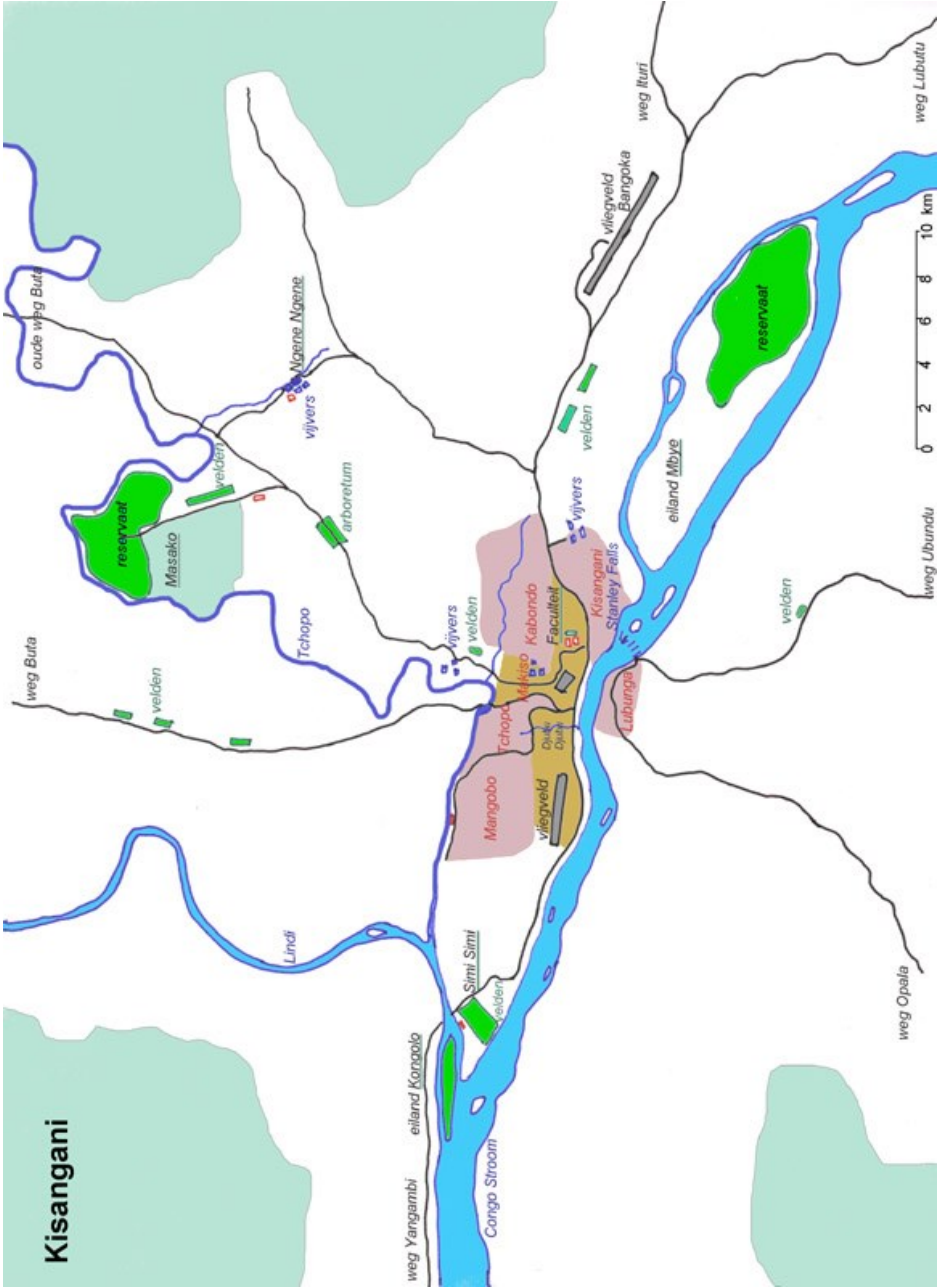 Kisangani
weg Buta
oude weg Buta
reservaat
Masako
velden
Ngene Ngene
vijvers
arboretum
velden
Tchopo
Lindi
weg Ituri
vliegveld
Bangoka
velden
vijvers
velden
vijvers
Kabondo
Makiso
Faculteit
Tchopo
Mangobo
Djubu
Djubu
vliegveld
Kisangani
Stanley Falls
Lubunga
eiland Mbye
reservaat
weg Lubutu
Simi Simi
velden
eiland Kongolo
weg Yangambi
Congo Stroom
velden
weg Ubundu
weg Opala
0 2 4 6 8 10 km